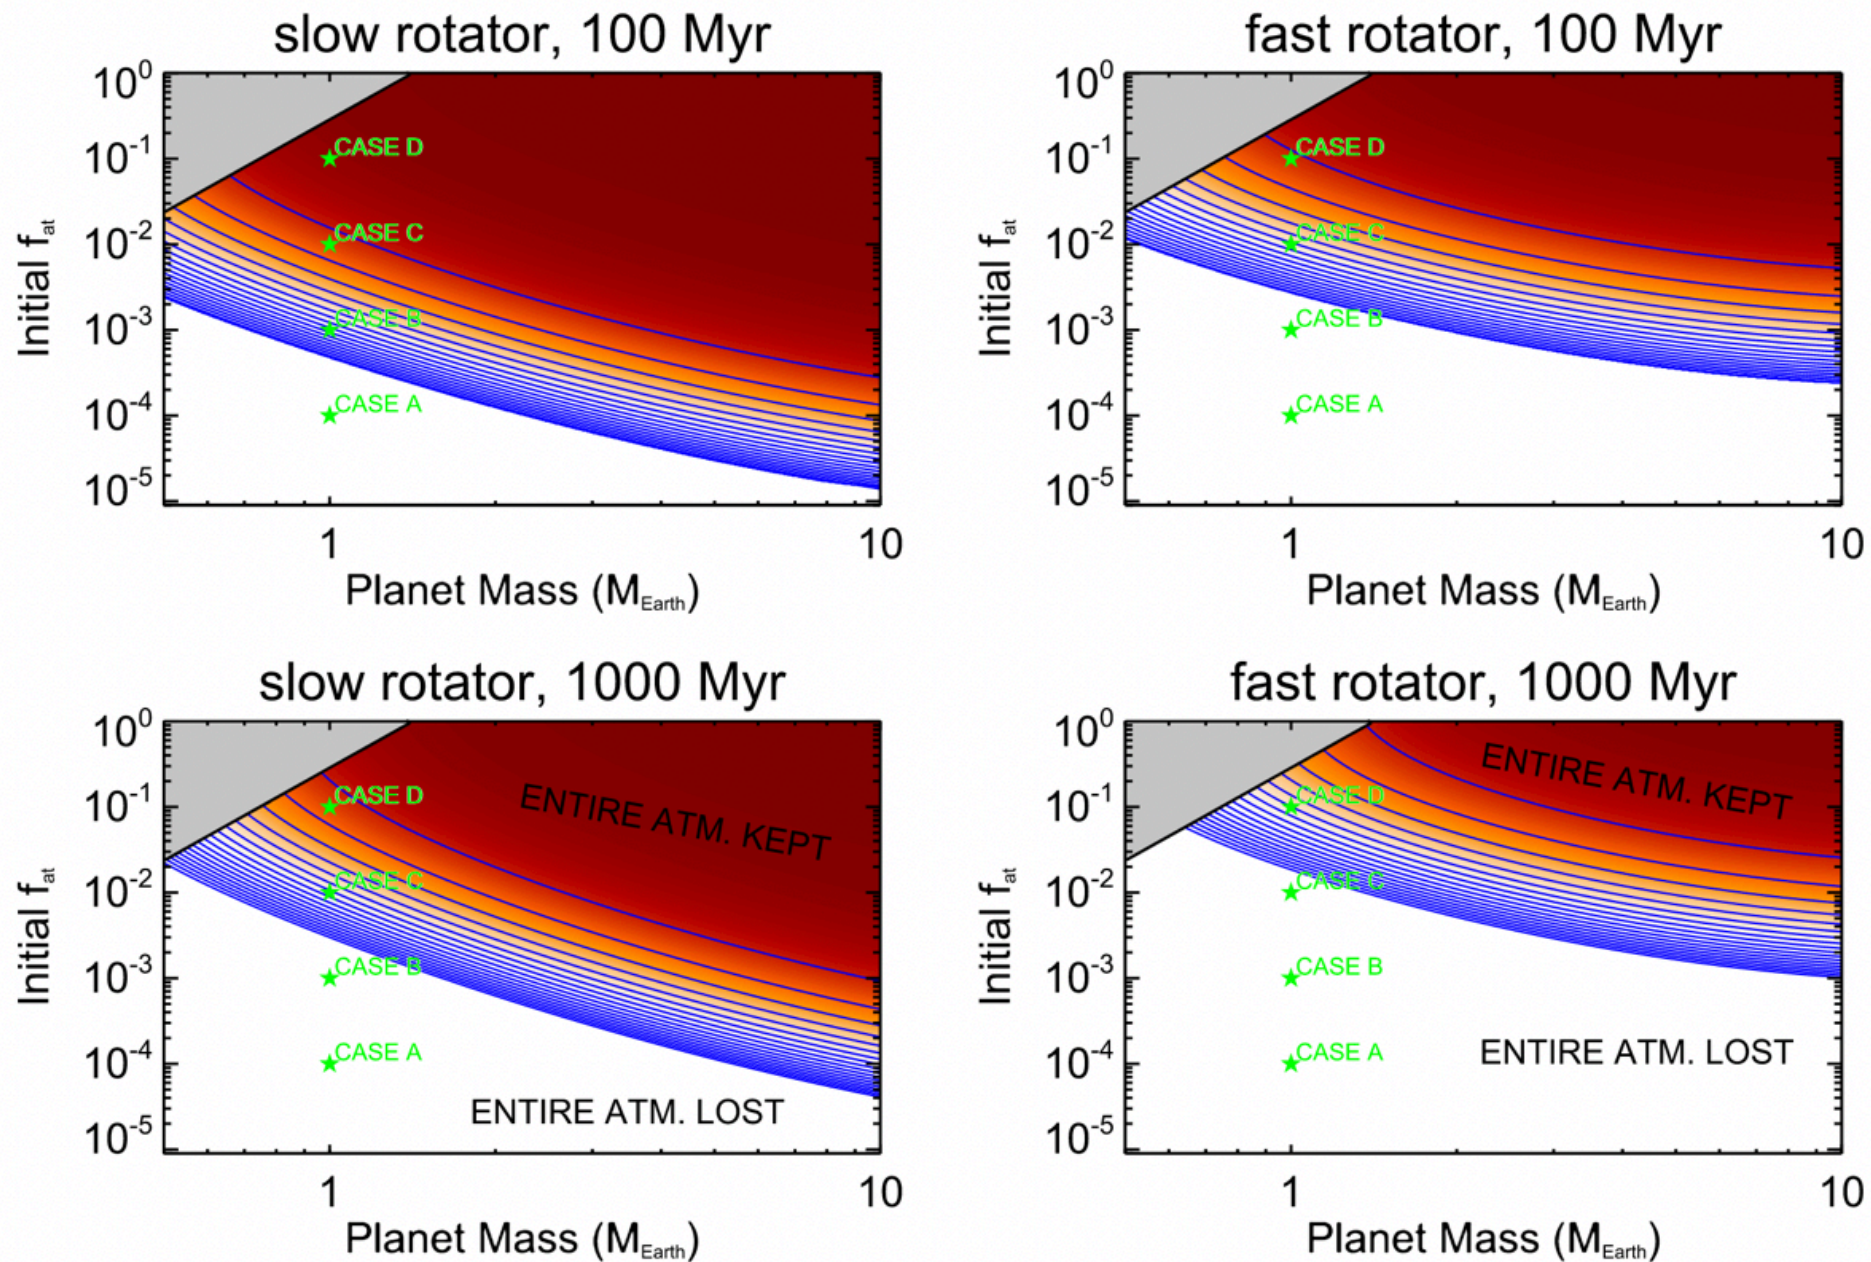 slow rotator, 100 Myr
10^0
10^-1
10^-2
10^-3
10^-4
10^-5
Initial f_at
CASE D
CASE C
CASE B
CASE A
1
10
Planet Mass (M_Earth)
fast rotator, 100 Myr
10^0
10^-1
10^-2
10^-3
10^-4
10^-5
Initial f_at
CASE D
CASE C
CASE B
CASE A
1
10
Planet Mass (M_Earth)
slow rotator, 1000 Myr
10^0
10^-1
10^-2
10^-3
10^-4
10^-5
Initial f_at
CASE D
ENTIRE ATM. KEPT
CASE C
CASE B
CASE A
ENTIRE ATM. LOST
1
10
Planet Mass (M_Earth)
fast rotator, 1000 Myr
10^0
10^-1
10^-2
10^-3
10^-4
10^-5
Initial f_at
ENTIRE ATM. KEPT
CASE D
CASE C
CASE B
CASE A
ENTIRE ATM. LOST
1
10
Planet Mass (M_Earth)